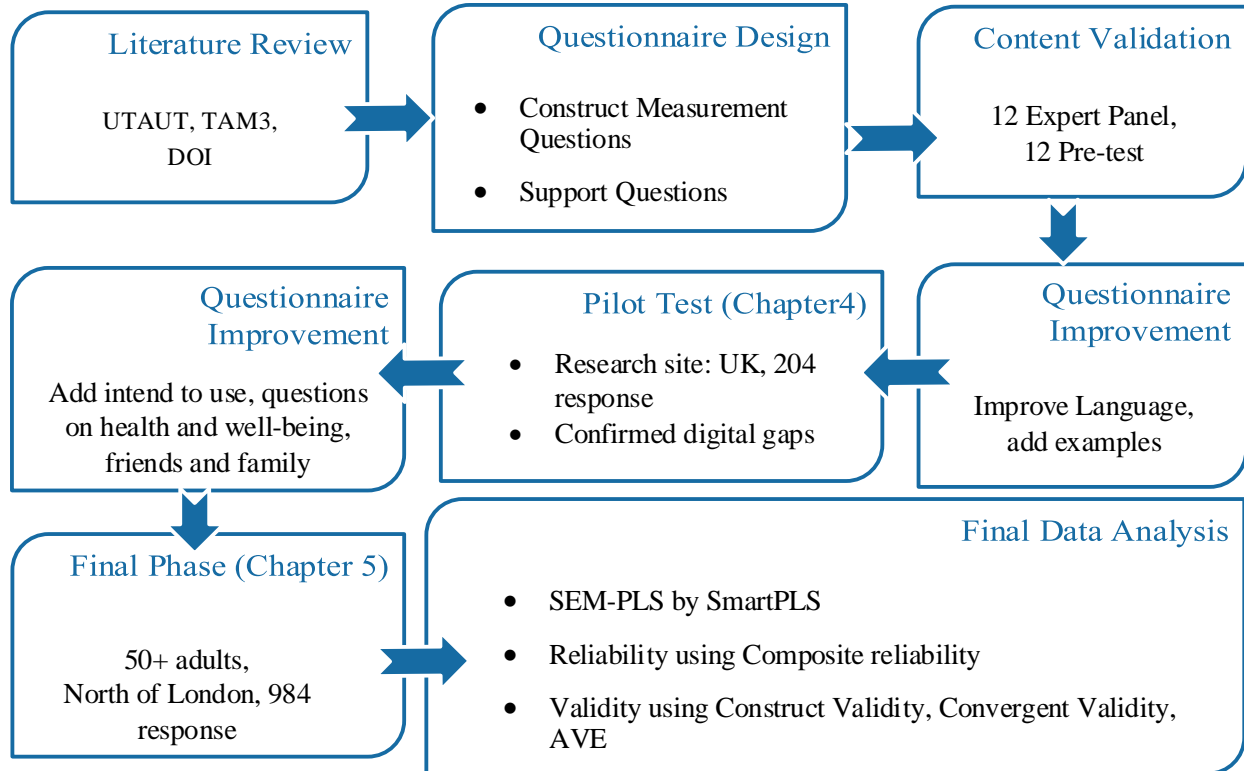 Literature Review
UTAUT, TAM3,
DOI
Questionnaire Design
• Construct Measurement
Questions
• Support Questions
Content Validation
12 Expert Panel,
12 Pre-test
Questionnaire
Improvement
Improve Language,
add examples
Pilot Test (Chapter4)
• Research site: UK, 204
response
• Confirmed digital gaps
Questionnaire
Improvement
Add intend to use, questions
on health and well-being,
friends and family
Final Phase (Chapter 5)
50+ adults,
North of London, 984
response
Final Data Analysis
• SEM-PLS by SmartPLS
• Reliability using Composite reliability
• Validity using Construct Validity, Convergent Validity,
AVE